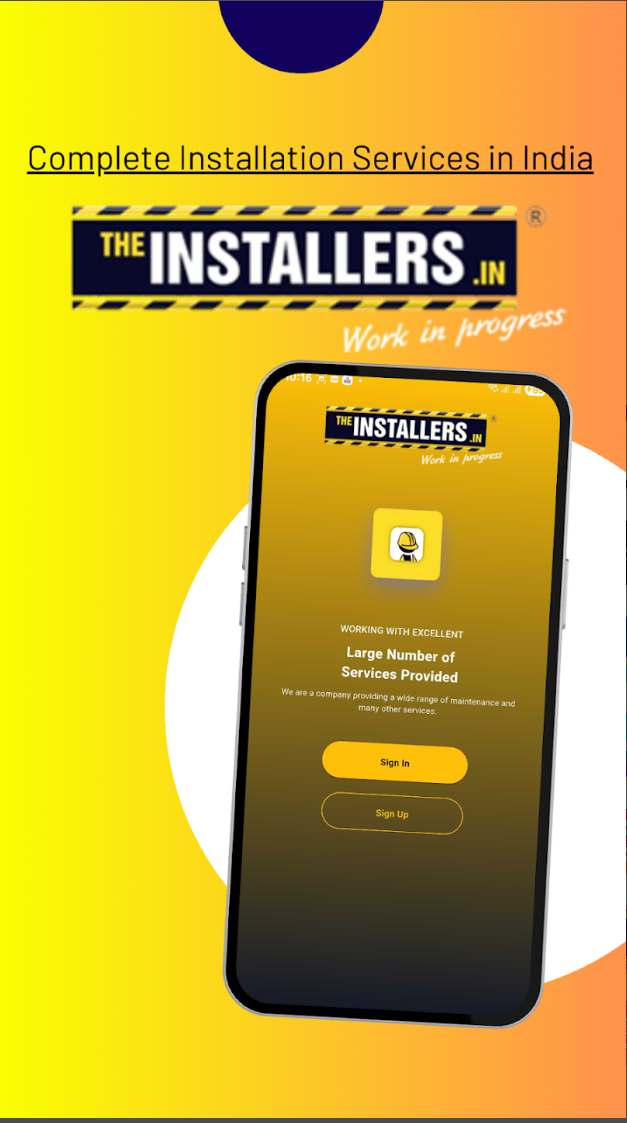 Complete Installation Services in India
THE INSTALLERS.IN ®
Work in progress
10:16
THE INSTALLERS.IN ®
Work in progress
WORKING WITH EXCELLENT
Large Number of
Services Provided
We are a company providing a wide range of maintenance and
many other services.
Sign In
Sign Up